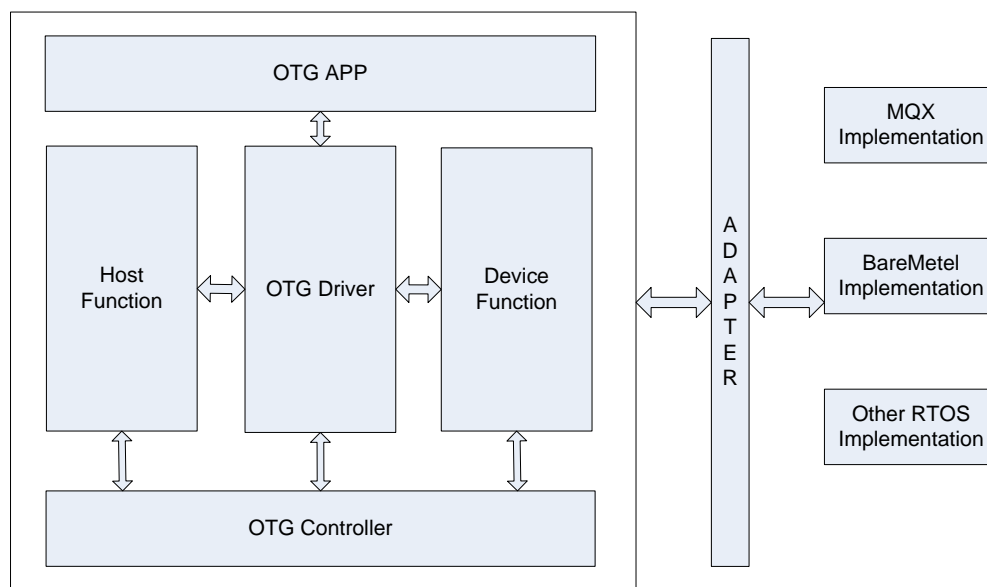 OTG APP
Host
Function
OTG Driver
Device
Function
OTG Controller
A
D
A
P
T
E
R
MQX
Implementation
BareMetel
Implementation
Other RTOS
Implementation